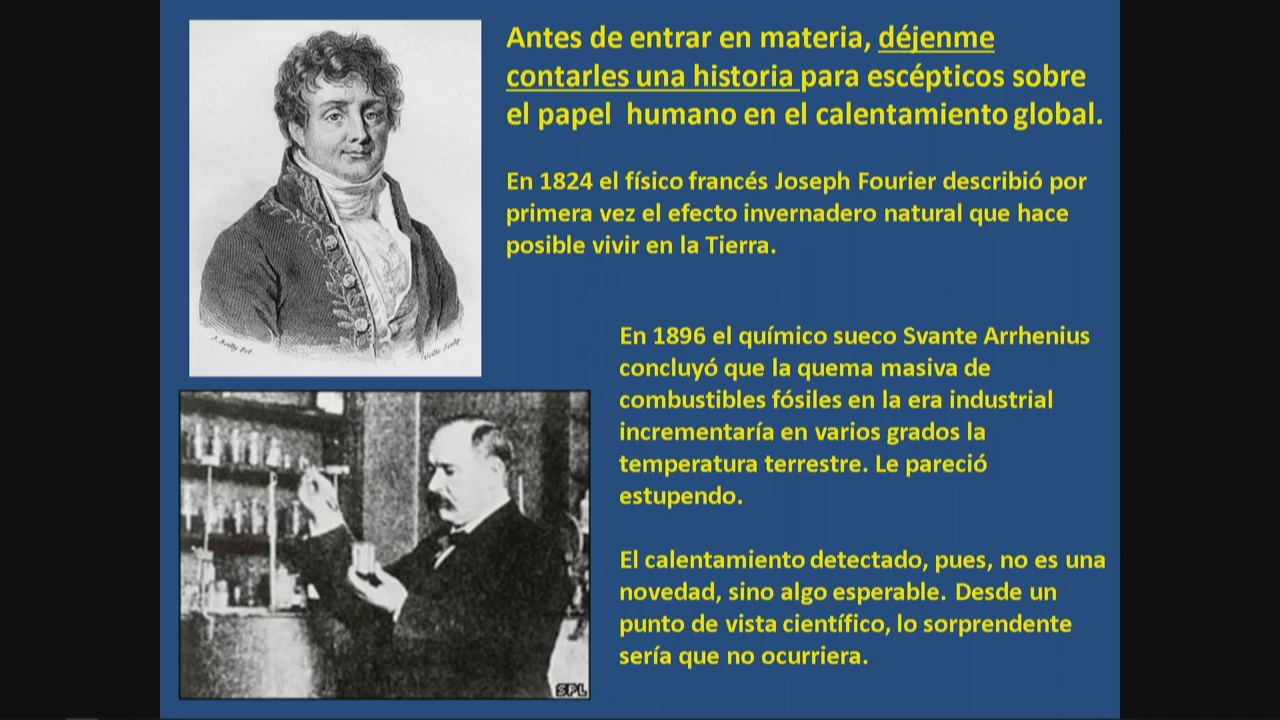 Antes de entrar en materia, déjenme
contarles una historia para escépticos sobre
el papel  humano en el calentamiento global.
En 1824 el físico francés Joseph Fourier describió por
primera vez el efecto invernadero natural que hace
posible vivir en la Tierra.
En 1896 el químico sueco Svante Arrhenius
concluyó que la quema masiva de
combustibles fósiles en la era industrial
incrementaría en varios grados la
temperatura terrestre. Le pareció
estupendo.
El calentamiento detectado, pues, no es una
novedad, sino algo esperable. Desde un
punto de vista científico, lo sorprendente
sería que no ocurriera.
SPL